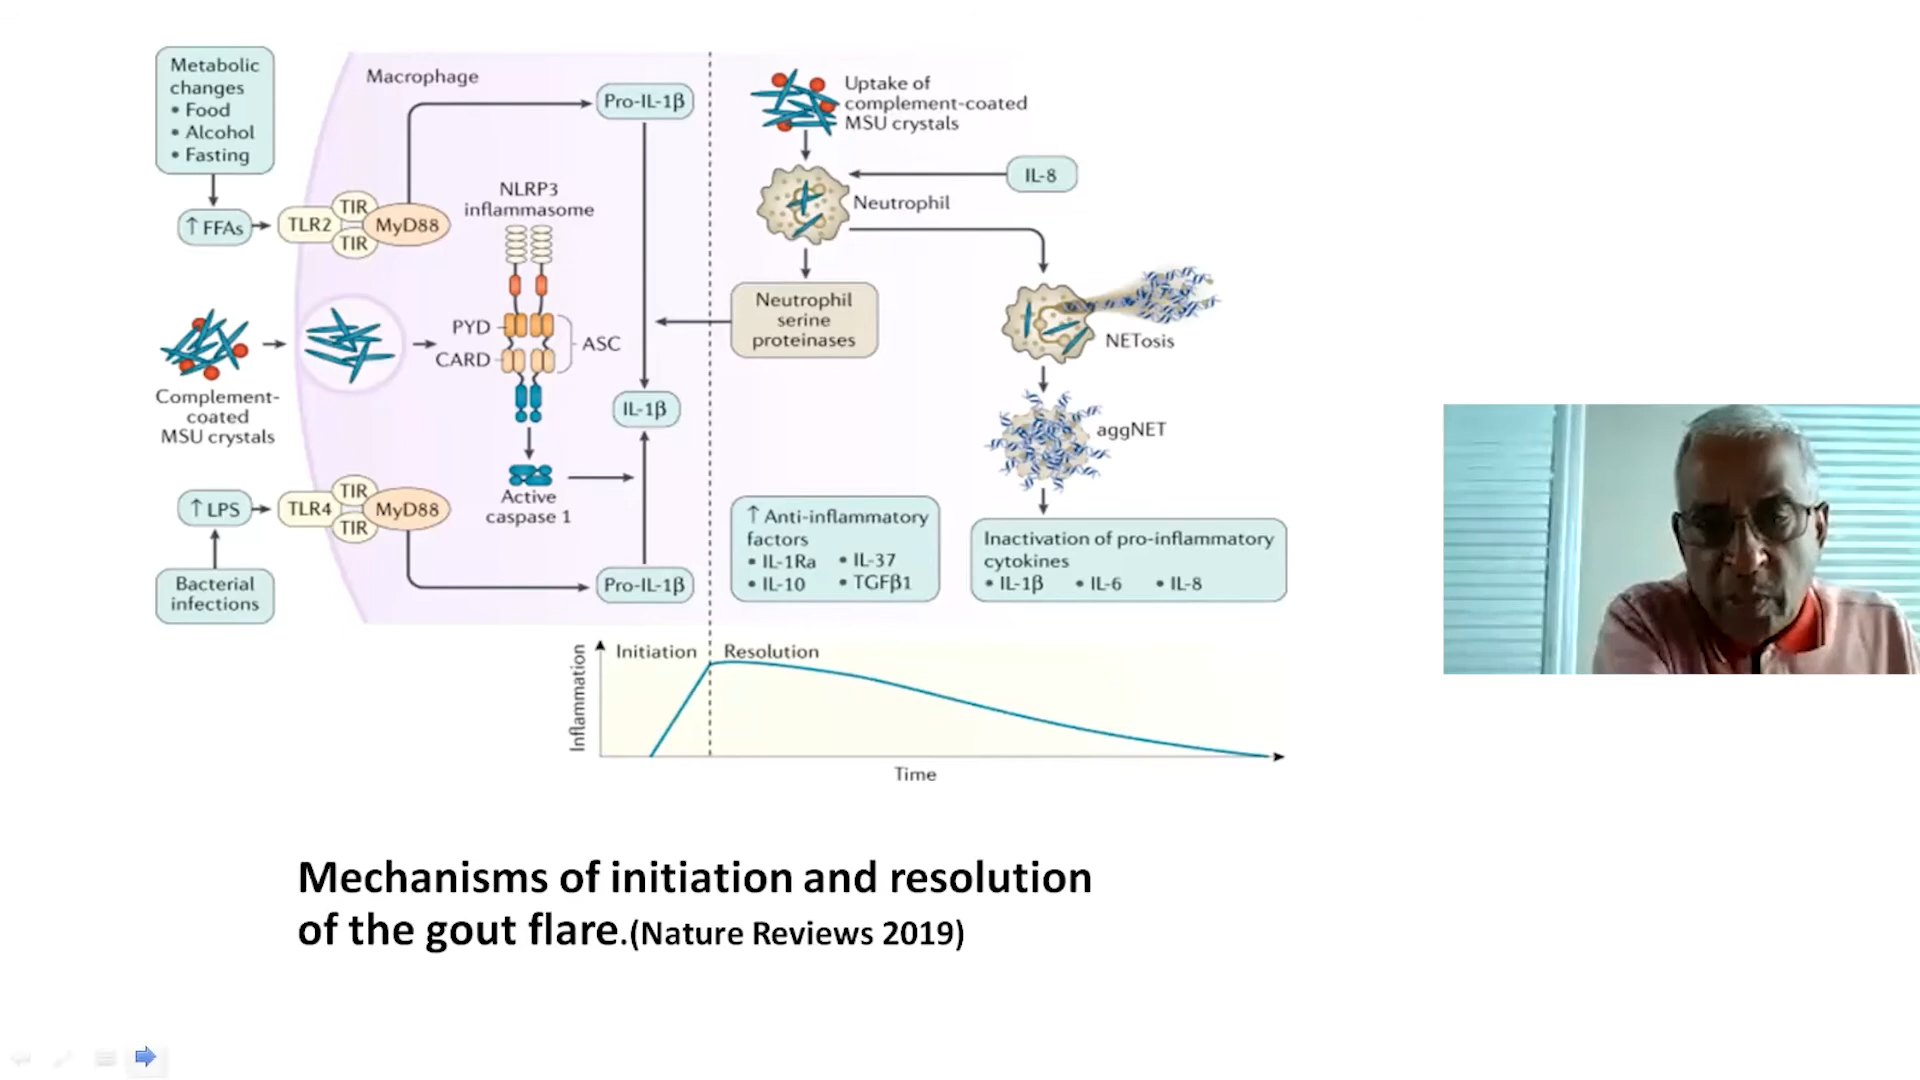 Metabolic
changes
• Food
• Alcohol
• Fasting
↑ FFAs
TLR2
TIR
TIR
MyD88
Macrophage
Pro-IL-1β
NLRP3
inflammasome
PYD
CARD
ASC
Complement-
coated
MSU crystals
IL-1β
Active
caspase 1
↑ LPS
TLR4
TIR
TIR
MyD88
Bacterial
infections
Pro-IL-1β
Uptake of
complement-coated
MSU crystals
IL-8
Neutrophil
Neutrophil
serine
proteinases
NETosis
aggNET
↑ Anti-inflammatory
factors
• IL-1Ra • IL-37
• IL-10 • TGFβ1
Inactivation of pro-inflammatory
cytokines
• IL-1β • IL-6 • IL-8
Inflammation
Initiation
Resolution
Time
Mechanisms of initiation and resolution
of the gout flare.(Nature Reviews 2019)